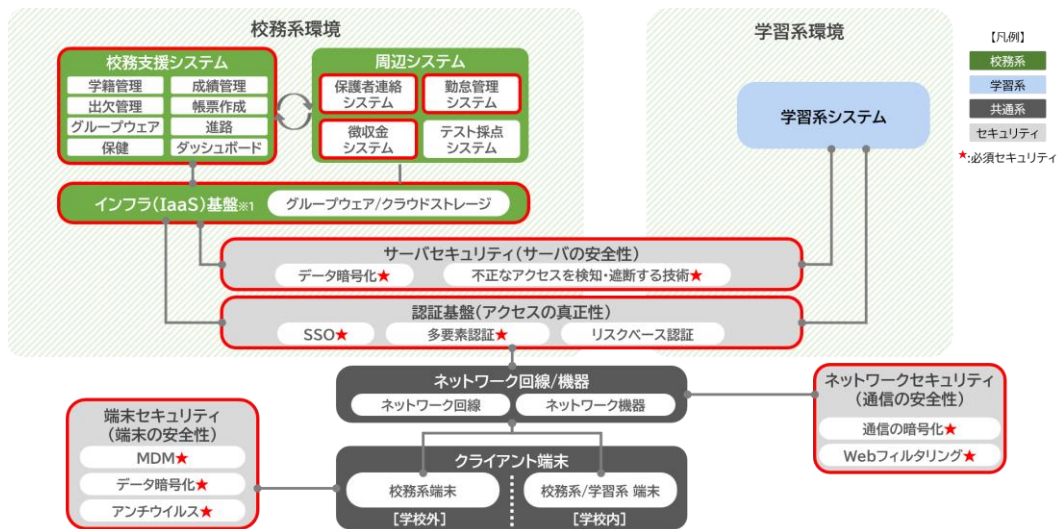 校務系環境
学習系環境
【凡例】
校務系
学習系
共通系
セキュリティ
★:必須セキュリティ
校務支援システム
学籍管理
成績管理
出欠管理
帳票作成
グループウェア
進路
保健
ダッシュボード
周辺システム
保護者連絡
システム
勤怠管理
システム
徴収金
システム
テスト採点
システム
学習系システム
インフラ(IaaS)基盤※1
グループウェア/クラウドストレージ
サーバセキュリティ(サーバの安全性)
データ暗号化★
不正なアクセスを検知・遮断する技術★
認証基盤(アクセスの真正性)
SSO★
多要素認証★
リスクベース認証
ネットワーク回線/機器
ネットワーク回線
ネットワーク機器
ネットワークセキュリティ
(通信の安全性)
通信の暗号化★
Webフィルタリング★
端末セキュリティ
(端末の安全性)
MDM★
データ暗号化★
アンチウイルス★
クライアント端末
校務系端末
校務系/学習系 端末
[学校外]
[学校内]